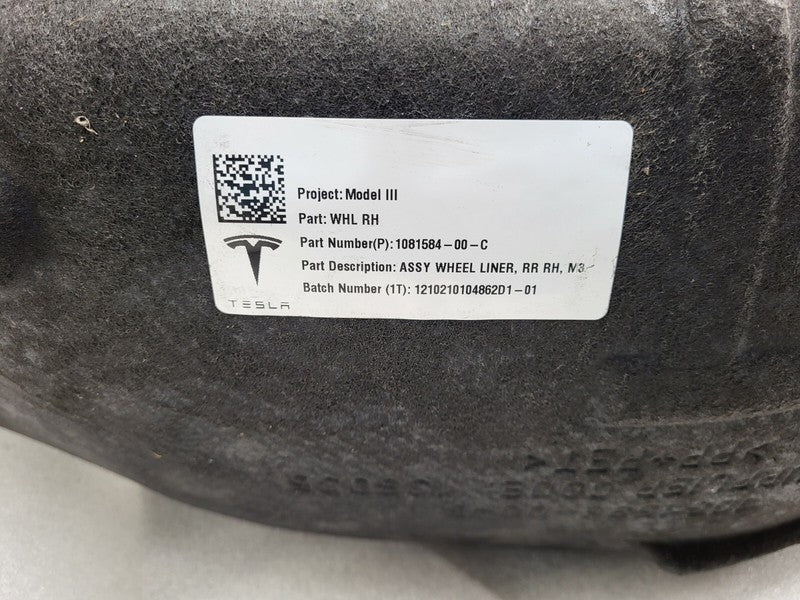 Project: Model III
Part: WHL RH
Part Number(P): 1081584-00-C
Part Description: ASSY WHEEL LINER, RR RH, M3
Batch Number (1T): 1210210104862D1-01
TESLA